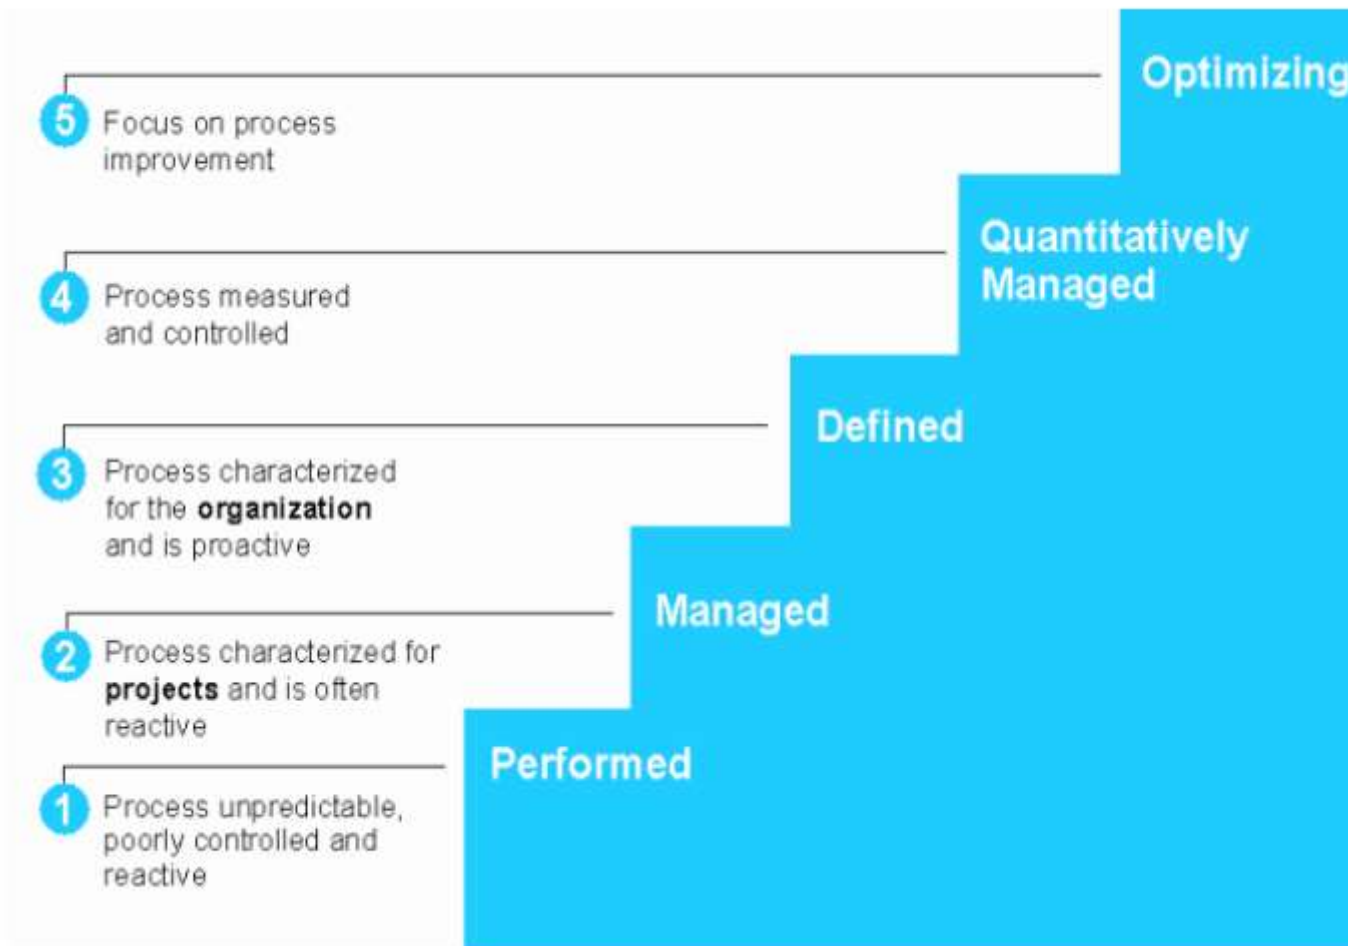 Optimizing
5
Focus on process
improvement
Quantitatively
Managed
4
Process measured
and controlled
Defined
3
Process characterized
for the organization
and is proactive
Managed
2
Process characterized for
projects and is often
reactive
Performed
1
Process unpredictable,
poorly controlled and
reactive